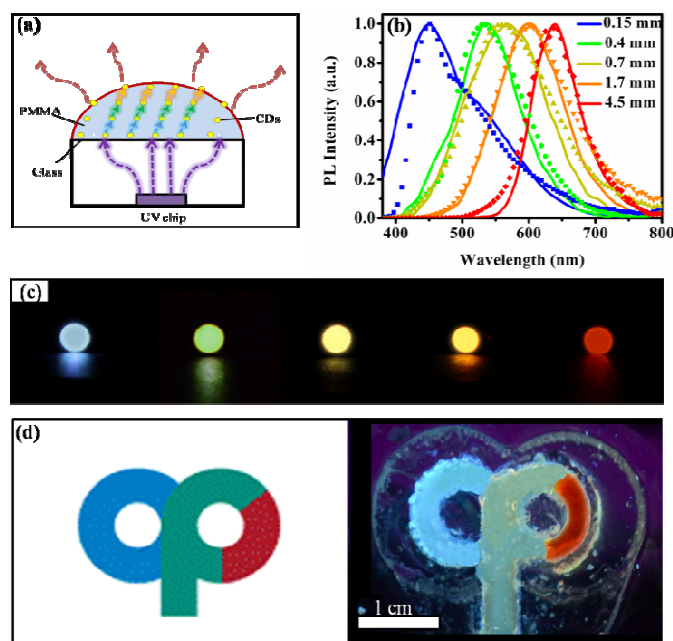 (a)
PMMA
CDs
Glass
UV chip
(b)
0.15 mm
0.4 mm
0.7 mm
1.7 mm
4.5 mm
PL Intensity (a.u.)
1.0
0.8
0.6
0.4
0.2
0.0
400 500 600 700 800
Wavelength (nm)
(c)
(d)
1 cm